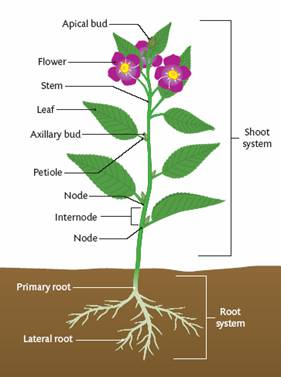 Apical bud
Flower
Stem
Leaf
Axillary bud
Petiole
Node
Internode
Node
Shoot
system
Primary root
Lateral root
Root
system